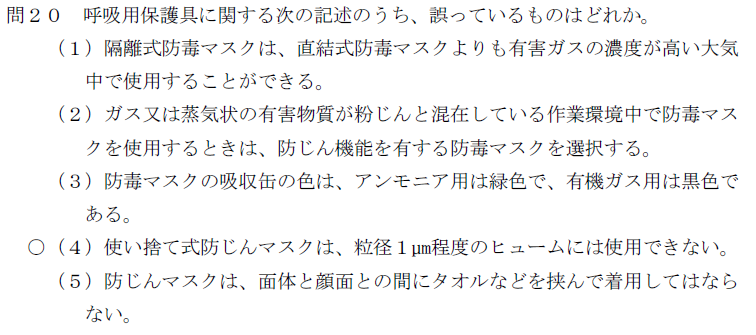 問20 呼吸用保護具に関する次の記述のうち、誤っているものはどれか。
(1)隔離式防毒マスクは、直結式防毒マスクよりも有害ガスの濃度が高い大気
中で使用することができる。
(2)ガス又は蒸気状の有害物質が粉じんと混在している作業環境中で防毒マス
クを使用するときは、防じん機能を有する防毒マスクを選択する。
(3)防毒マスクの吸収缶の色は、アンモニア用は緑色で、有機ガス用は黒色で
ある。
○(4)使い捨て式防じんマスクは、粒径1μm程度のヒュームには使用できない。
(5)防じんマスクは、面体と顔面との間にタオルなどを挟んで着用してはなら
ない。